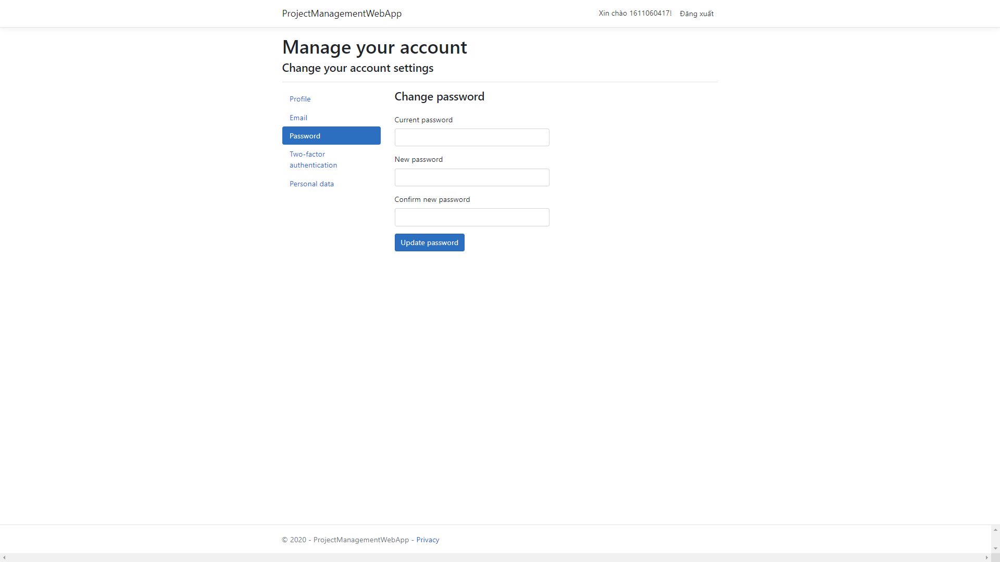 ProjectManagementWebApp
Xin chào 1611060417!
Đăng xuất
Manage your account
Change your account settings
Profile
Email
Password
Two-factor
authentication
Personal data
Change password
Current password
New password
Confirm new password
Update password
© 2020 - ProjectManagementWebApp - Privacy